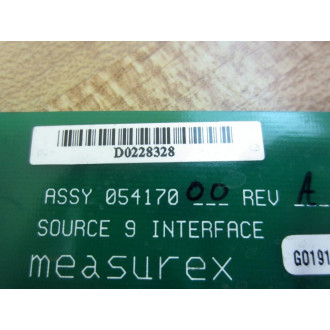 D0228328
ASSY 054170 00 REV A
SOURCE 9 INTERFACE
measurex
G0191